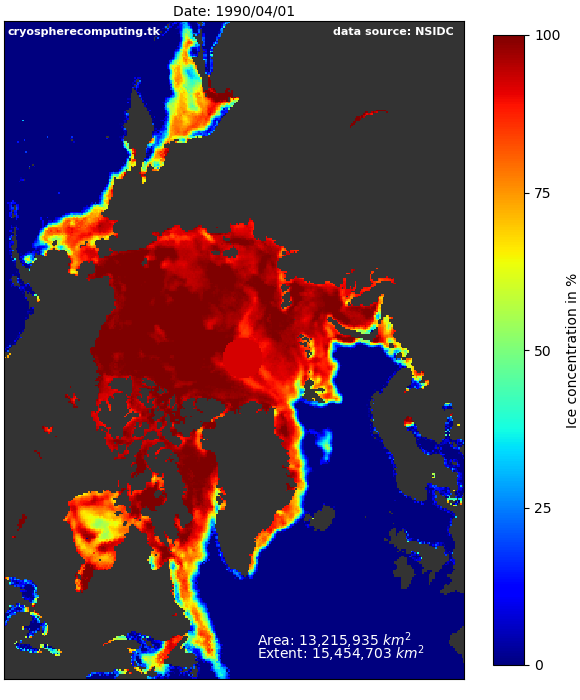 Date: 1990/04/01
cryospherecomputing.tk data source: NSIDC
100
75
50
25
0
Ice concentration in %
Area: 13,215,935 km²
Extent: 15,454,703 km²